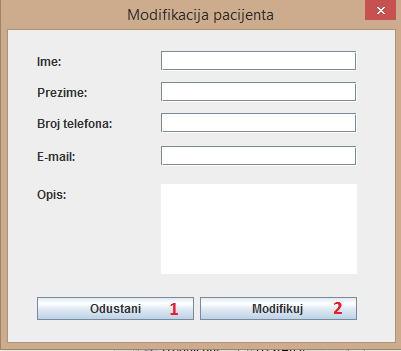 Modifikacija pacijenta
Ime:
Prezime:
Broj telefona:
E-mail:
Opis:
Odustani 1 Modifikuj 2